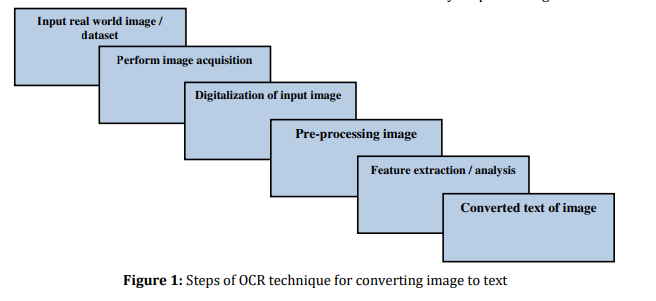 Input real world image /
dataset
Perform image acquisition
Digitalization of input image
Pre-processing image
Feature extraction / analysis
Converted text of image
Figure 1: Steps of OCR technique for converting image to text